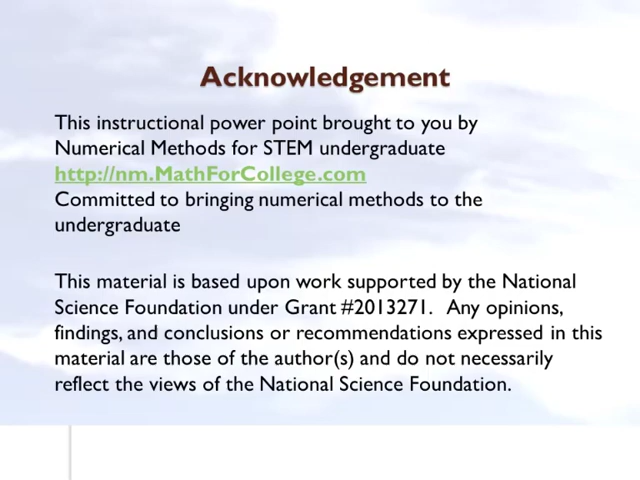 Acknowledgement
This instructional power point brought to you by
Numerical Methods for STEM undergraduate
http://nm.MathForCollege.com
Committed to bringing numerical methods to the
undergraduate
This material is based upon work supported by the National
Science Foundation under Grant #2013271. Any opinions,
findings, and conclusions or recommendations expressed in this
material are those of the author(s) and do not necessarily
reflect the views of the National Science Foundation.